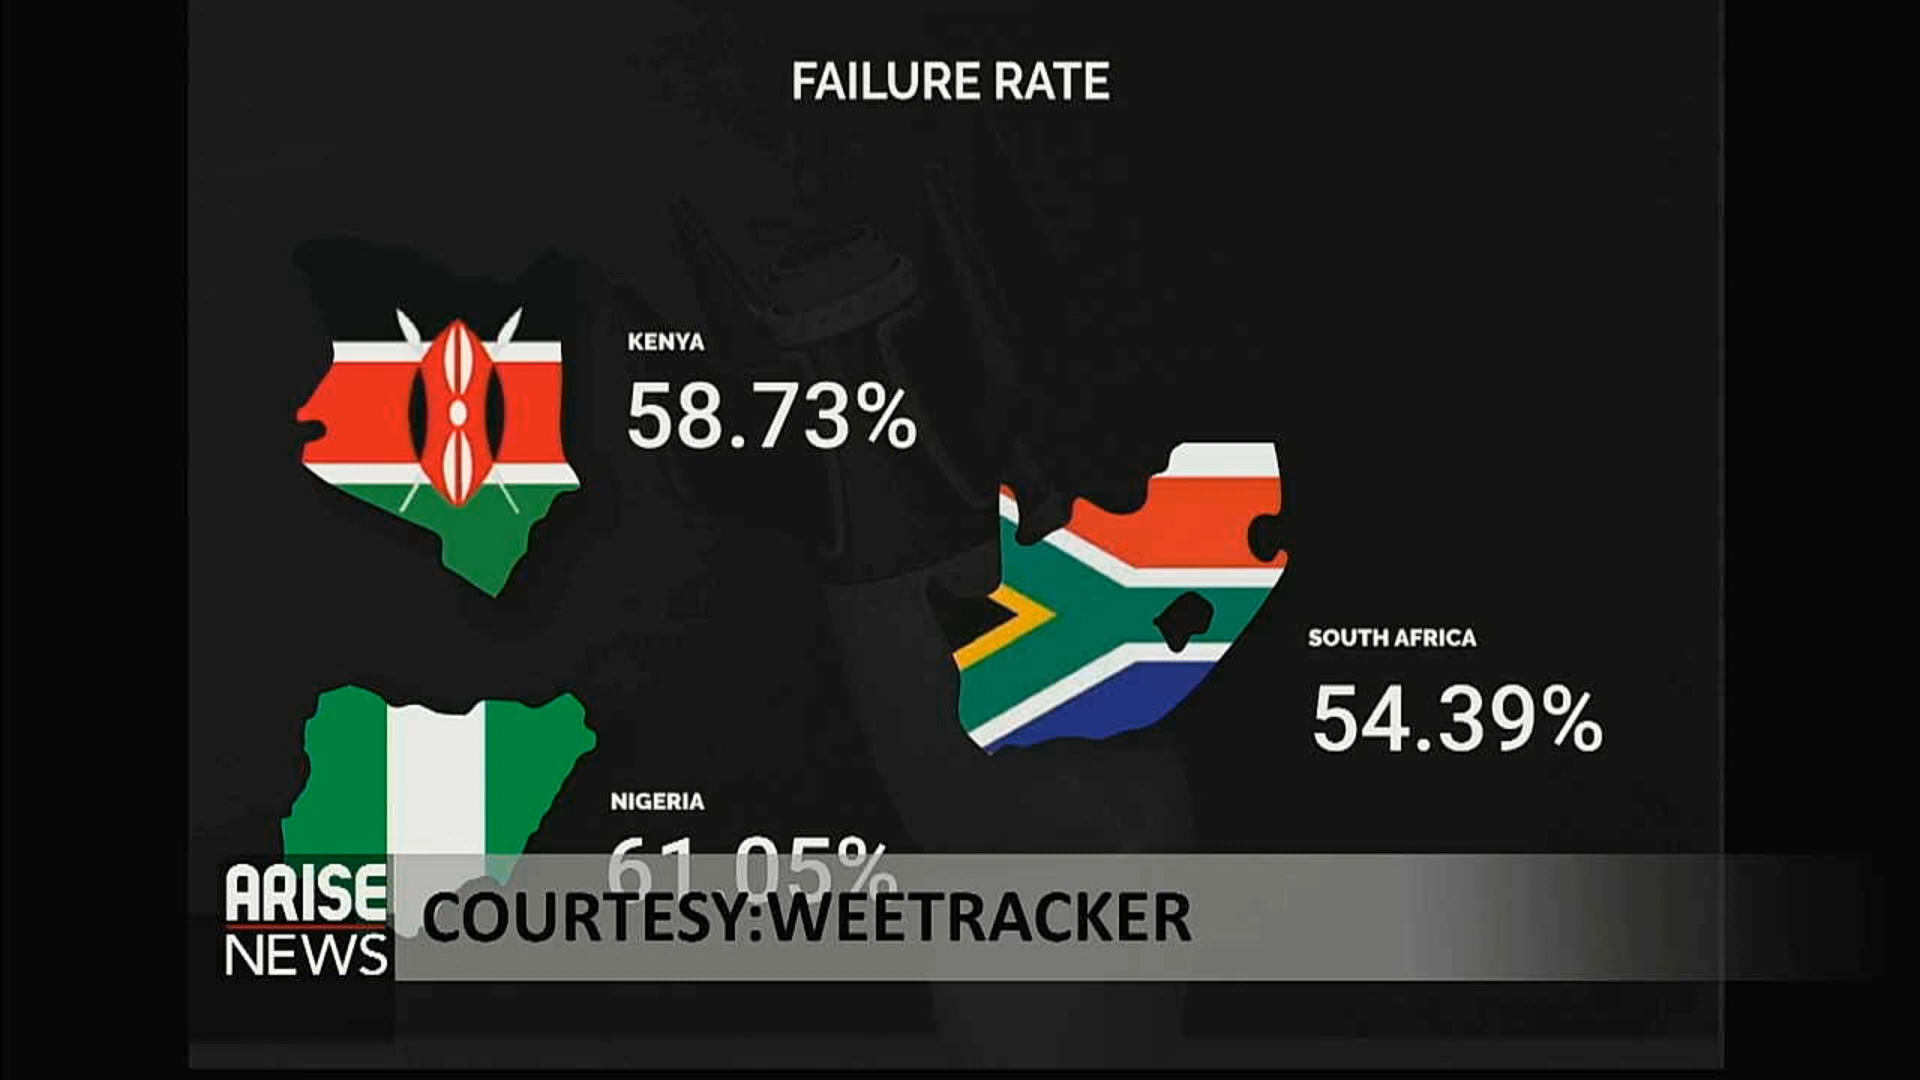 FAILURE RATE
KENYA
58.73%
SOUTH AFRICA
54.39%
NIGERIA
61.05%
ARISE
NEWS
COURTESY:WEETRACKER